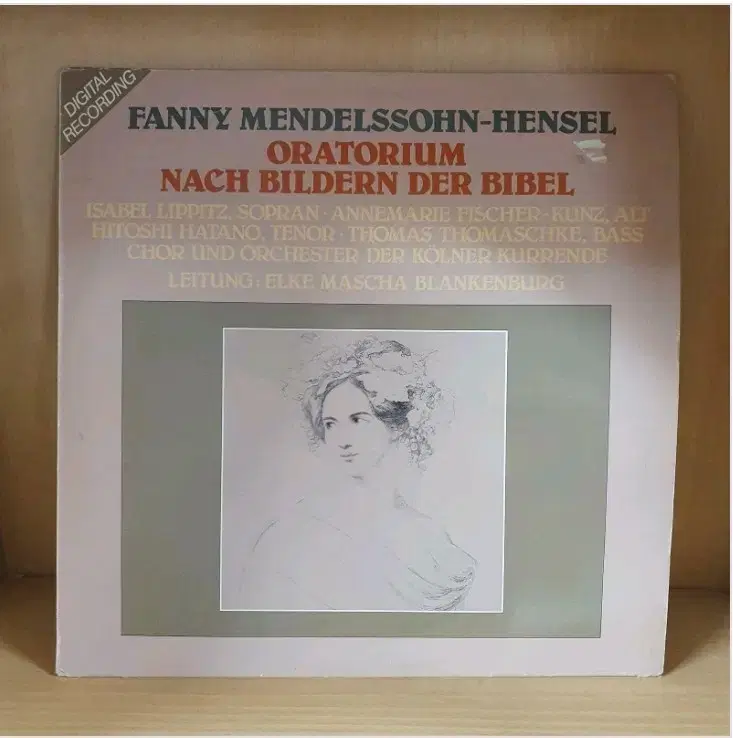 DIGITAL
RECORDING
FANNY MENDELSSOHN-HENSEL
ORATORIUM
NACH BILDERN DER BIBEL
ISABEL LIPPITZ, SOPRAN · ANNEMARIE FISCHER-KUNZ, ALT
HITOSHI HATANO, TENOR · THOMAS THOMASCHKE, BASS
CHOR UND ORCHESTER DER KÖLNER KURRENDE
LEITUNG: ELKE MASCHA BLANKENBURG